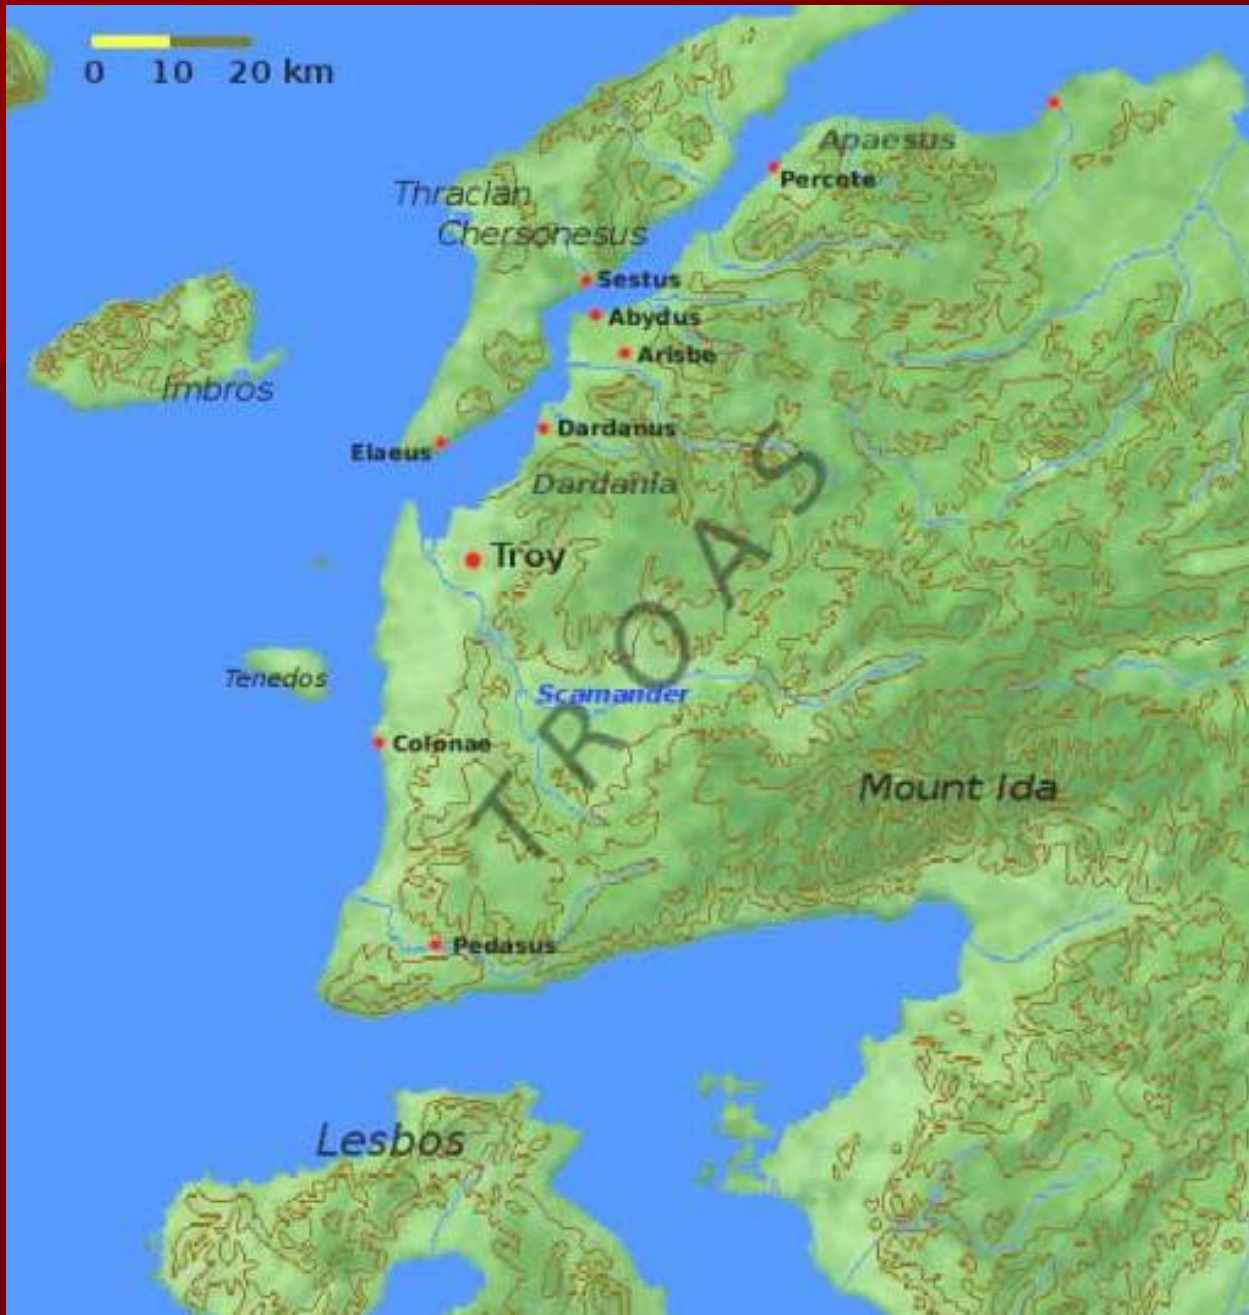 0 10 20 km
Apaesus
Percote
Thracian
Chersonesus
Sestus
Abydus
Arisbe
Imbros
Dardanus
Elaeus
Dardania
Troy
TROAS
Tenedos
Scamander
Colonae
Mount Ida
Pedasus
Lesbos